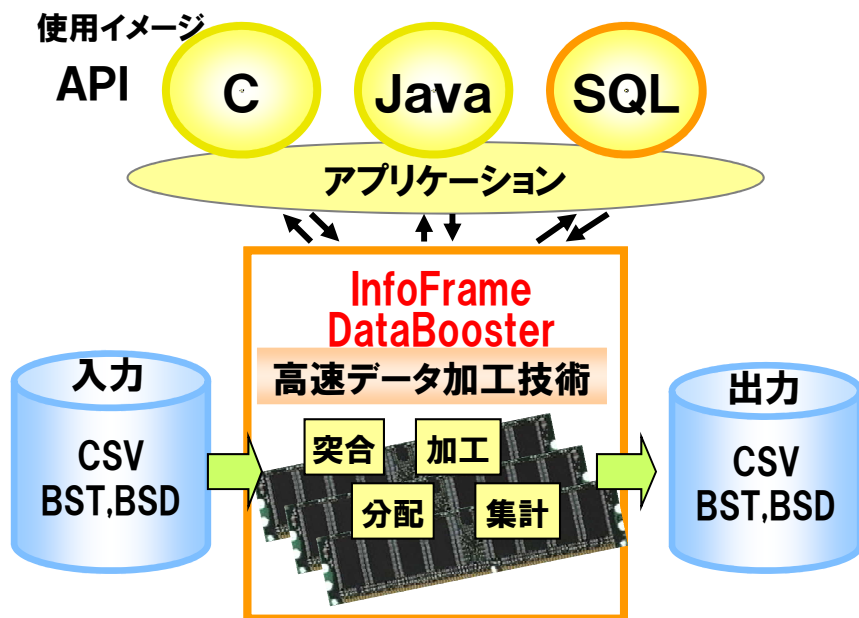 使用イメージ
API
C
Java
SQL
アプリケーション
InfoFrame
DataBooster
高速データ加工技術
入力
CSV
BST,BSD
突合
加工
分配
集計
出力
CSV
BST,BSD